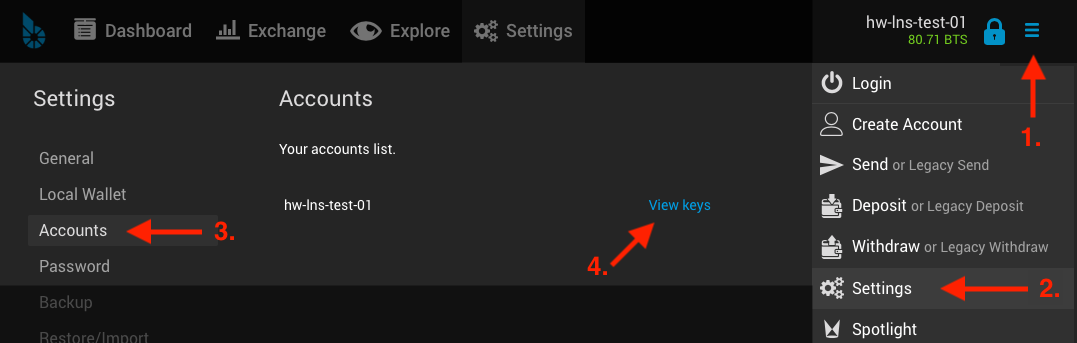 Dashboard
Exchange
Explore
Settings
hw-lns-test-01
80.71 BTS
1.
Settings
General
Local Wallet
Accounts
3.
Password
Backup
Restore/Import
Accounts
Your accounts list.
hw-lns-test-01
View keys
4.
Login
Create Account
Send or Legacy Send
Deposit or Legacy Deposit
Withdraw or Legacy Withdraw
Settings
2.
Spotlight